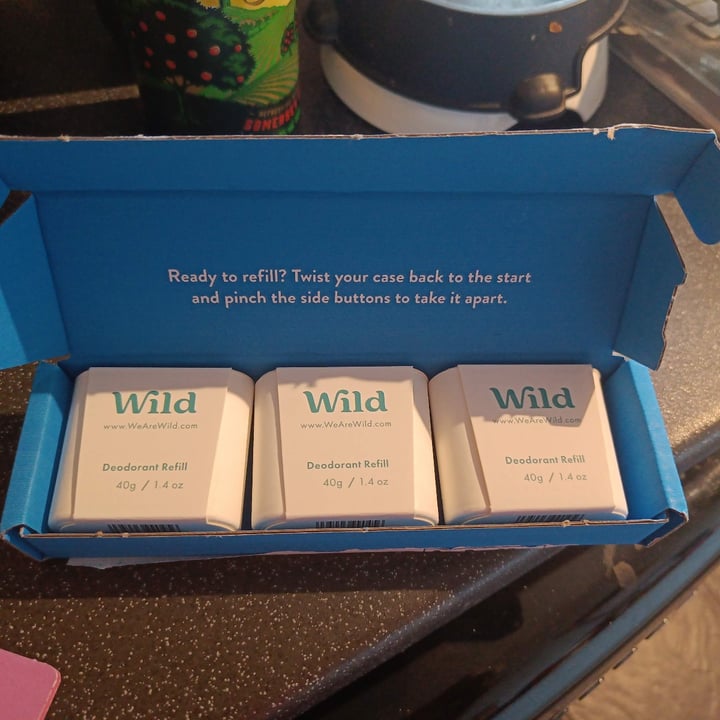 SOMERSET
Ready to refill? Twist your case back to the start
and pinch the side buttons to take it apart.
Wild
www.WeAreWild.com
Deodorant Refill
40g / 1.4 oz
Wild
www.WeAreWild.com
Deodorant Refill
40g / 1.4 oz
Wild
www.WeAreWild.com
Deodorant Refill
40g / 1.4 oz